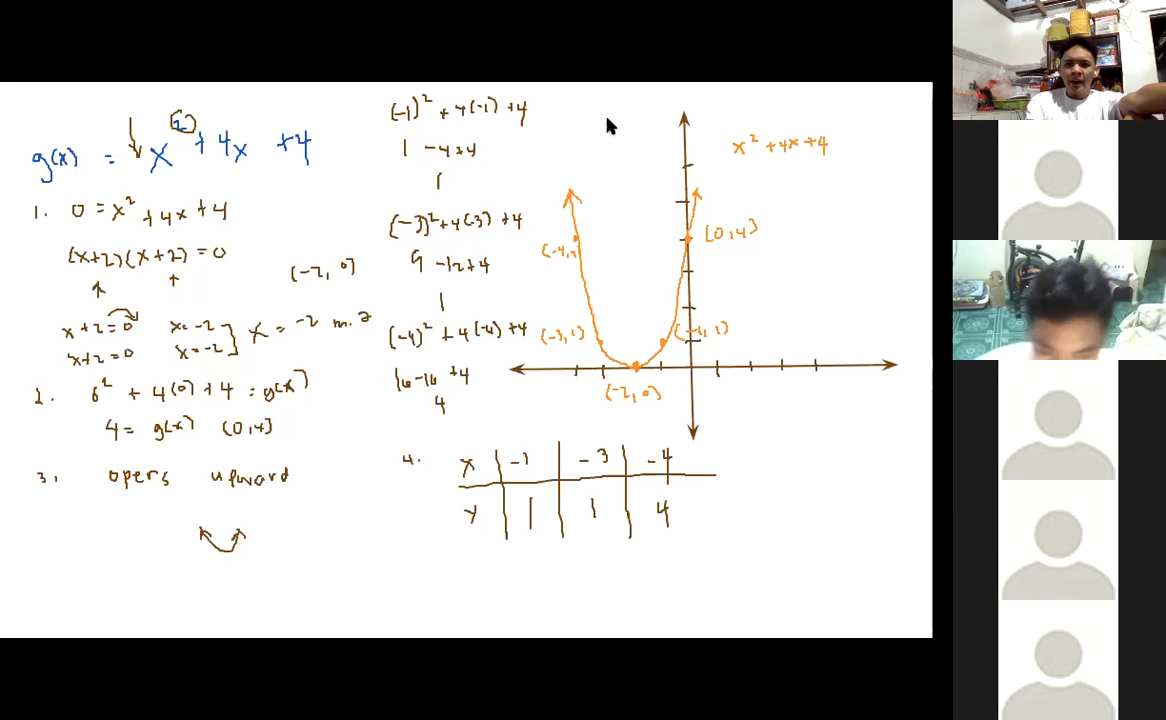 g(x) = x² + 4x + 4
1. 0 = x² + 4x + 4
(x+2)(x+2) = 0
(-2, 0)
x+2=0 x=-2
x+2=0 x=-2
x = -2 m.2
2. 0² + 4(0) + 4 = g(x)
4 = g(x) (0,4)
3. opens upward
(-1)² + 4(-1) + 4
1 -4+4
1
(-3)² + 4(-3) + 4
9 -12+4
1
(-4)² + 4(-4) + 4
16-16 +4
4
4. x -1 -3 -4
y 1 1 4
x² + 4x + 4
(0,4)
(-4,4)
(-3,1)
(-1,1)
(-2,0)